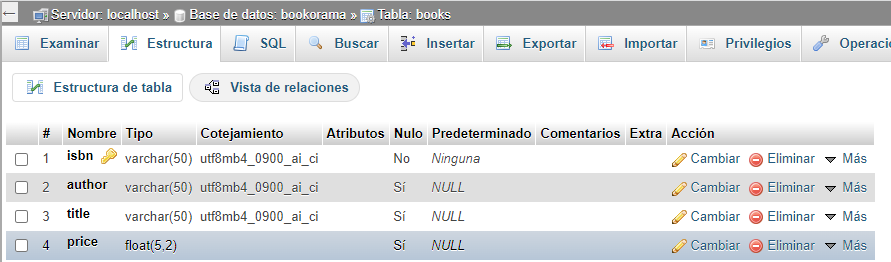 Servidor: localhost » Base de datos: bookorama » Tabla: books
Examinar Estructura SQL Buscar Insertar Exportar Importar Privilegios Operacio
Estructura de tabla Vista de relaciones
# Nombre Tipo Cotejamiento Atributos Nulo Predeterminado Comentarios Extra Acción
1 isbn varchar(50) utf8mb4_0900_ai_ci No Ninguna Cambiar Eliminar Más
2 author varchar(50) utf8mb4_0900_ai_ci Sí NULL Cambiar Eliminar Más
3 title varchar(50) utf8mb4_0900_ai_ci Sí NULL Cambiar Eliminar Más
4 price float(5,2) Sí NULL Cambiar Eliminar Más